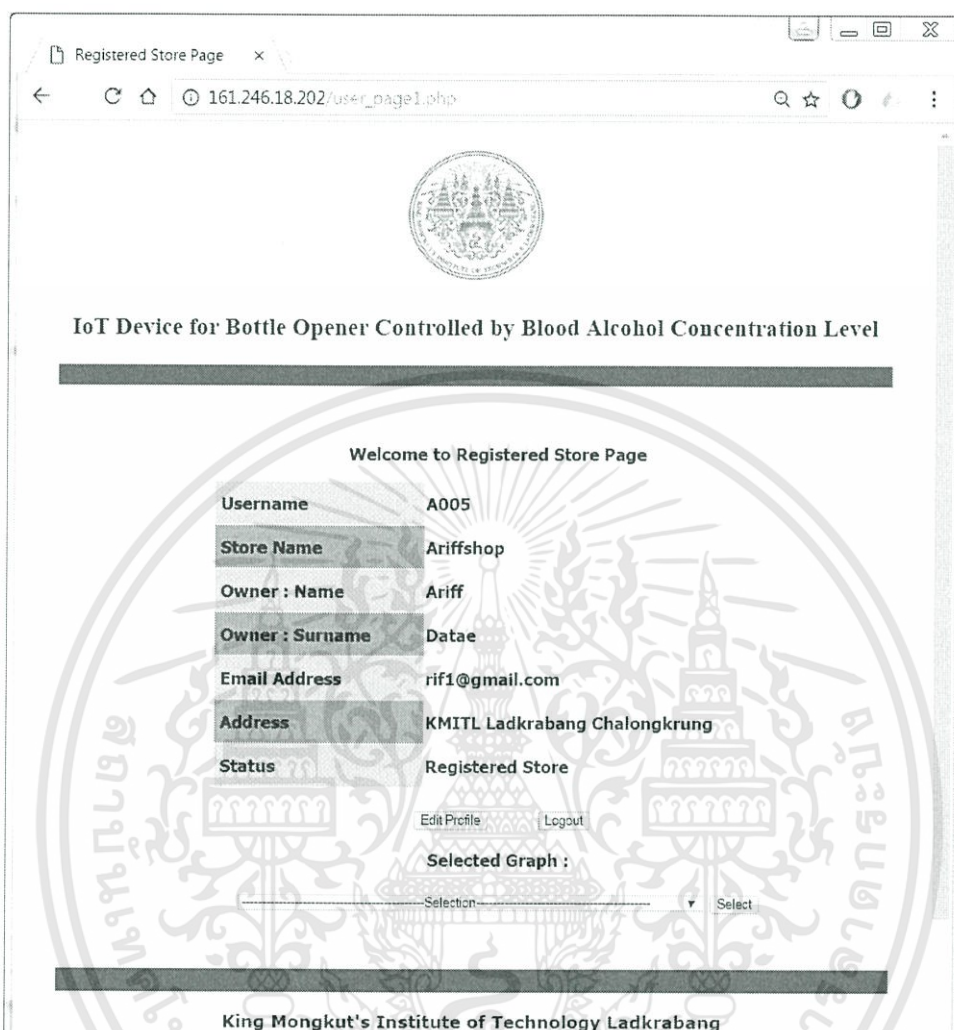 Registered Store Page ×
161.246.18.202/user_page1.php
IoT Device for Bottle Opener Controlled by Blood Alcohol Concentration Level
Welcome to Registered Store Page
Username A005
Store Name Ariffshop
Owner : Name Ariff
Owner : Surname Datae
Email Address rif1@gmail.com
Address KMITL Ladkrabang Chalongkrung
Status Registered Store
Edit Profile Logout
Selected Graph :
Selection Select
King Mongkut's Institute of Technology Ladkrabang